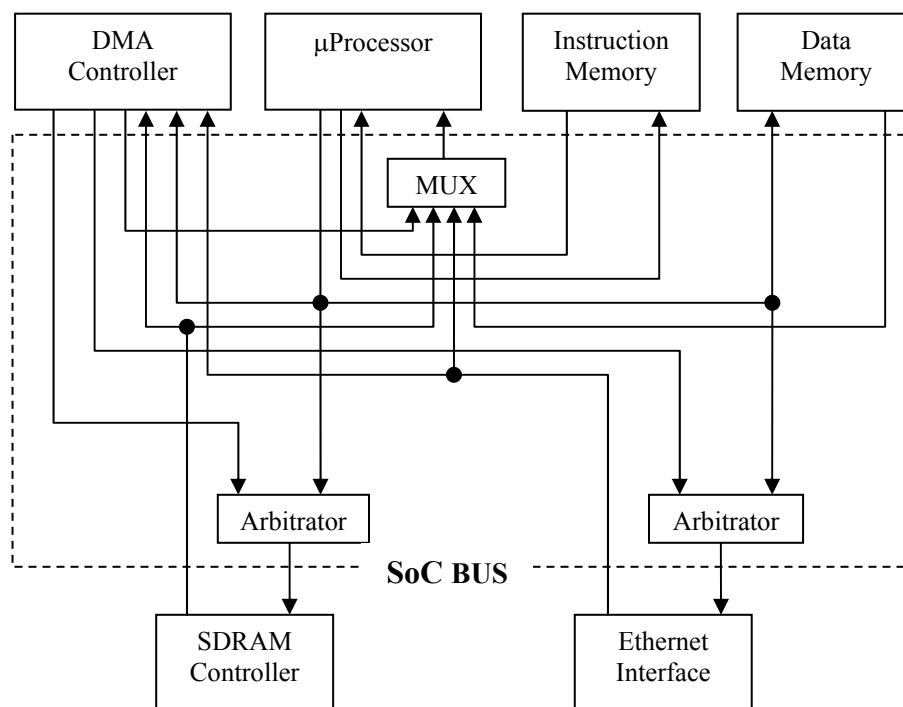 DMA
Controller
μProcessor
Instruction
Memory
Data
Memory
MUX
Arbitrator
Arbitrator
SoC BUS
SDRAM
Controller
Ethernet
Interface